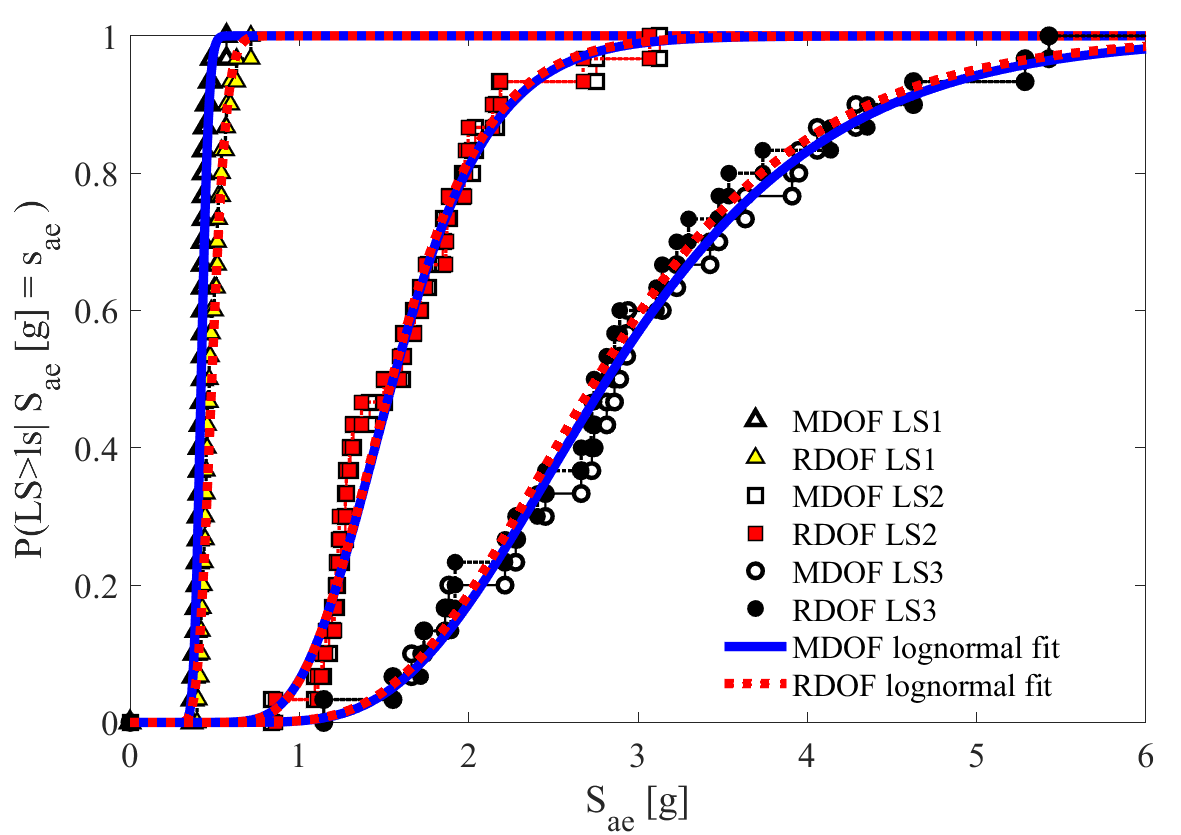 P(LS>ls| S_ae [g] = s_ae )
1
0.8
0.6
0.4
0.2
0
0
1
2
3
4
5
6
S_ae [g]
MDOF LS1
RDOF LS1
MDOF LS2
RDOF LS2
MDOF LS3
RDOF LS3
MDOF lognormal fit
RDOF lognormal fit